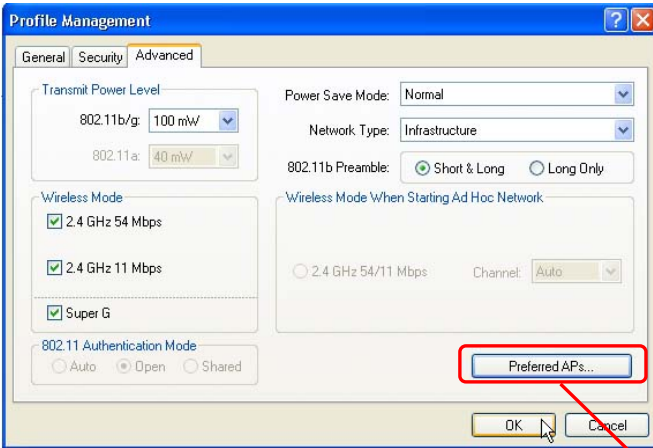 Profile Management
General Security Advanced
Transmit Power Level
802.11b/g: 100 mW
802.11a: 40 mW
Power Save Mode: Normal
Network Type: Infrastructure
802.11b Preamble: Short & Long Long Only
Wireless Mode
2.4 GHz 54 Mbps
2.4 GHz 11 Mbps
Super G
Wireless Mode When Starting Ad Hoc Network
2.4 GHz 54/11 Mbps Channel: Auto
802.11 Authentication Mode
Auto Open Shared
Preferred APs...
OK Cancel